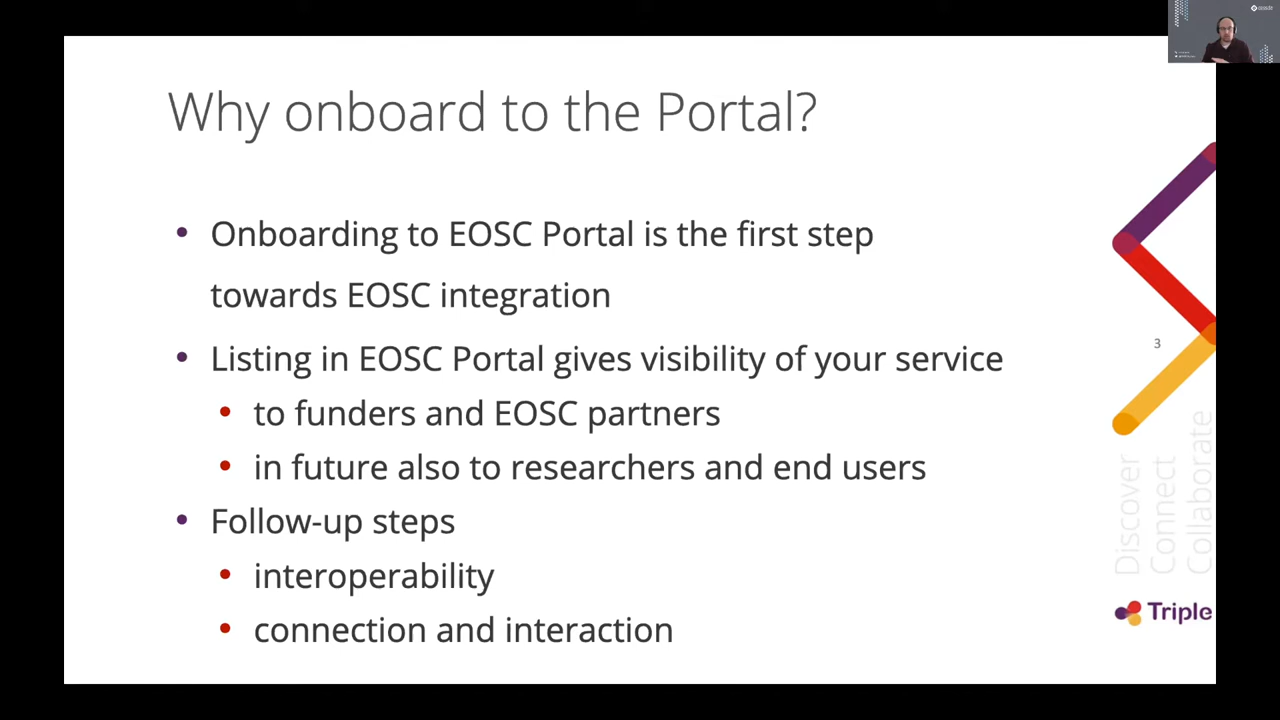 Why onboard to the Portal?
• Onboarding to EOSC Portal is the first step
towards EOSC integration
• Listing in EOSC Portal gives visibility of your service
• to funders and EOSC partners
• in future also to researchers and end users
• Follow-up steps
• interoperability
• connection and interaction
3
Discover
Connect
Collaborate
Triple